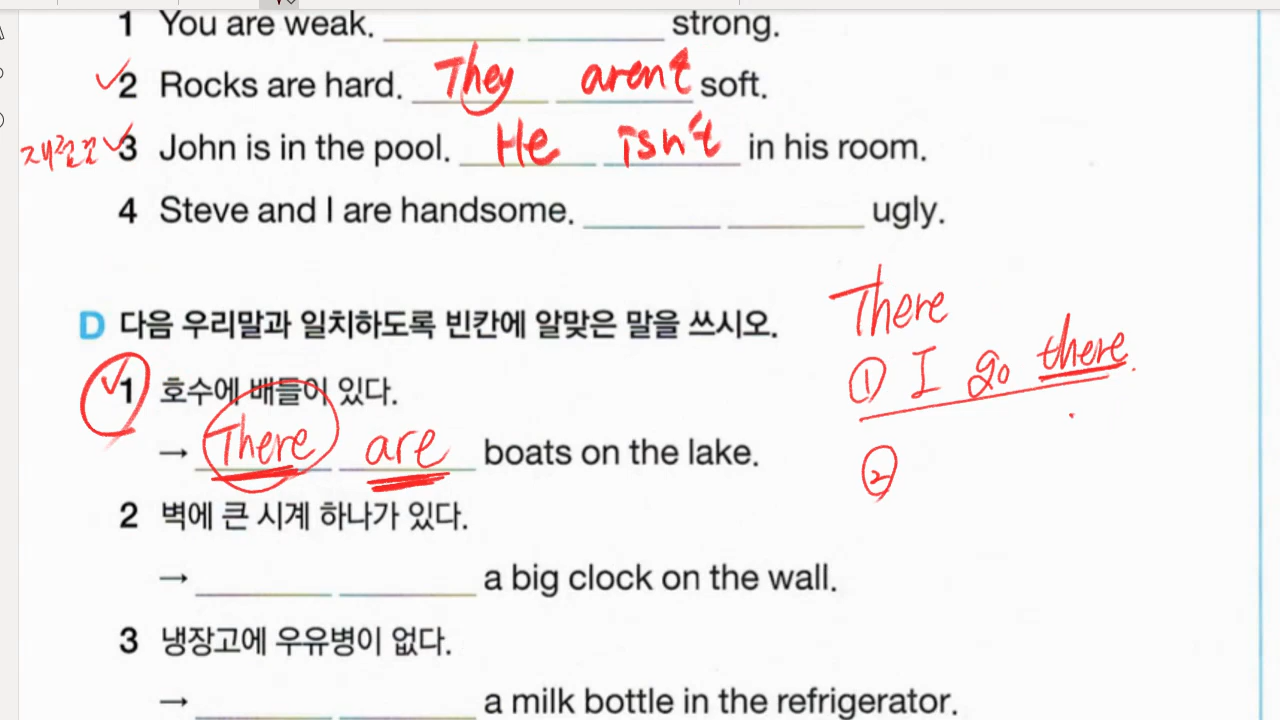 1 You are weak. strong.
2 Rocks are hard. They aren't soft.
3 John is in the pool. He isn't in his room.
4 Steve and I are handsome. ugly.
There
① I go there.
②
D 다음 우리말과 일치하도록 빈칸에 알맞은 말을 쓰시오.
1 호수에 배들이 있다.
→ There are boats on the lake.
2 벽에 큰 시계 하나가 있다.
→ a big clock on the wall.
3 냉장고에 우유병이 없다.
→ a milk bottle in the refrigerator.